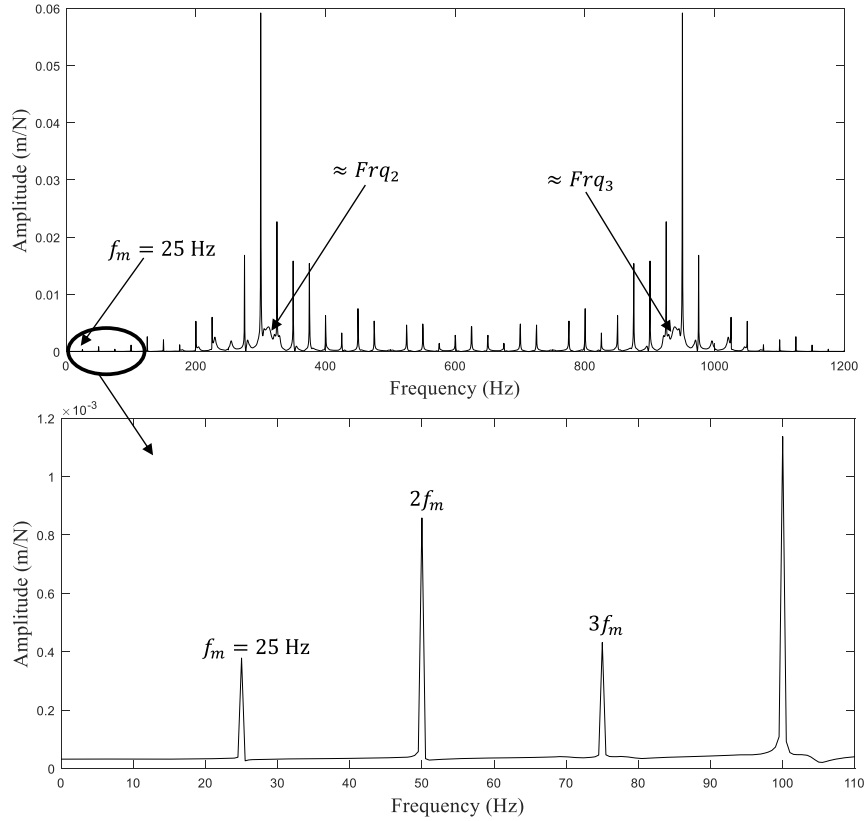 0.06
0.05
0.04
0.03
0.02
0.01
0
Amplitude (m/N)
≈ Frq₂
≈ Frq₃
fₘ = 25 Hz
0 200 400 600 800 1000 1200
Frequency (Hz)
×10⁻³
1.2
1
0.8
0.6
0.4
0.2
0
Amplitude (m/N)
2fₘ
3fₘ
fₘ = 25 Hz
0 10 20 30 40 50 60 70 80 90 100 110
Frequency (Hz)